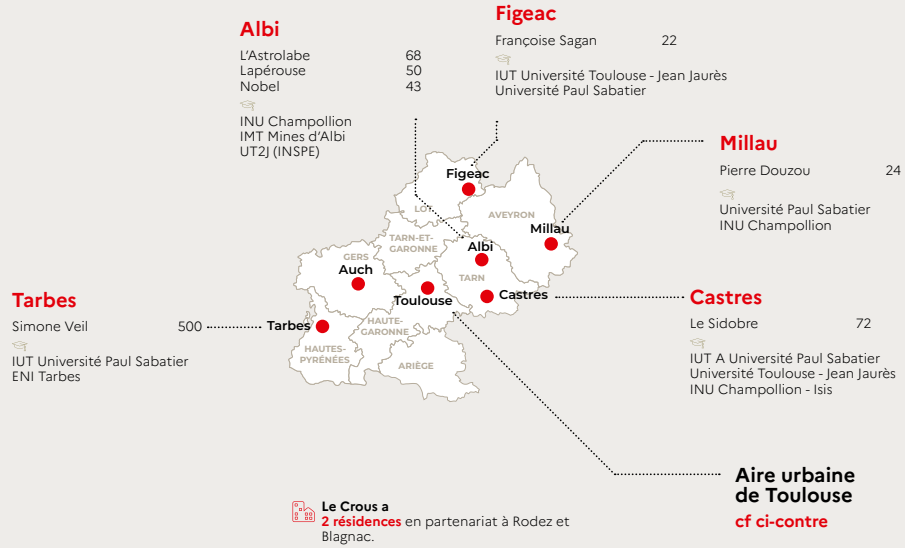 Albi
L'Astrolabe 68
Lapérouse 50
Nobel 43
INU Champollion
IMT Mines d'Albi
UT2J (INSPE)
Figeac
Françoise Sagan 22
IUT Université Toulouse - Jean Jaurès
Université Paul Sabatier
Millau
Pierre Douzou 24
Université Paul Sabatier
INU Champollion
Tarbes
Simone Veil 500
IUT Université Paul Sabatier
ENI Tarbes
Castres
Le Sidobre 72
IUT A Université Paul Sabatier
Université Toulouse - Jean Jaurès
INU Champollion - Isis
Figeac
LOT
AVEYRON
Millau
TARN-ET-
GARONNE
Albi
GERS
Auch
TARN
Toulouse
Castres
Tarbes
HAUTE-
GARONNE
HAUTES-
PYRÉNÉES
ARIÈGE
Aire urbaine
de Toulouse
cf ci-contre
Le Crous a
2 résidences en partenariat à Rodez et
Blagnac.